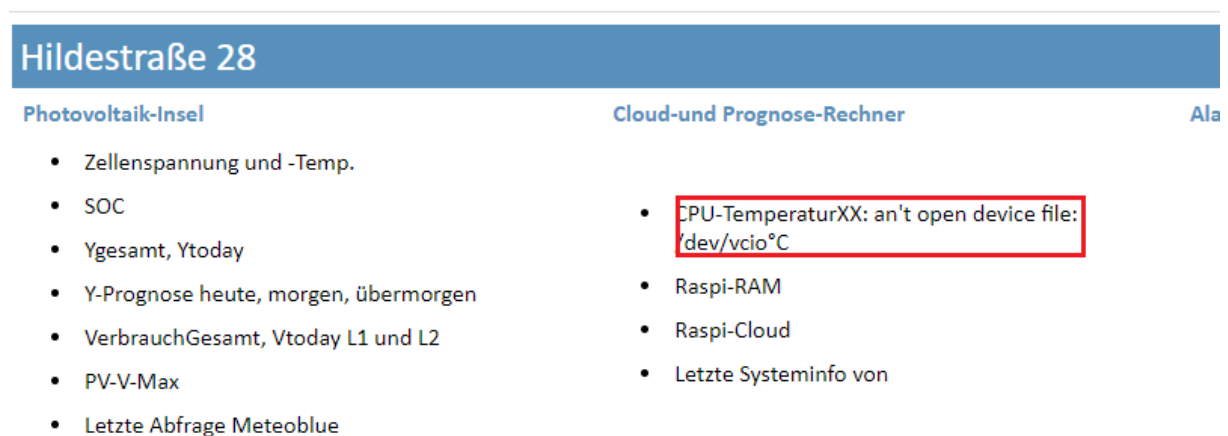 Hildestraße 28
Photovoltaik-Insel
Zellenspannung und -Temp.
SOC
Ygesamt, Ytoday
Y-Prognose heute, morgen, übermorgen
VerbrauchGesamt, Vtoday L1 und L2
PV-V-Max
Letzte Abfrage Meteoblue
Cloud-und Prognose-Rechner
CPU-TemperaturXX: an't open device file:
/dev/vcio°C
Raspi-RAM
Raspi-Cloud
Letzte Systeminfo von
Ala